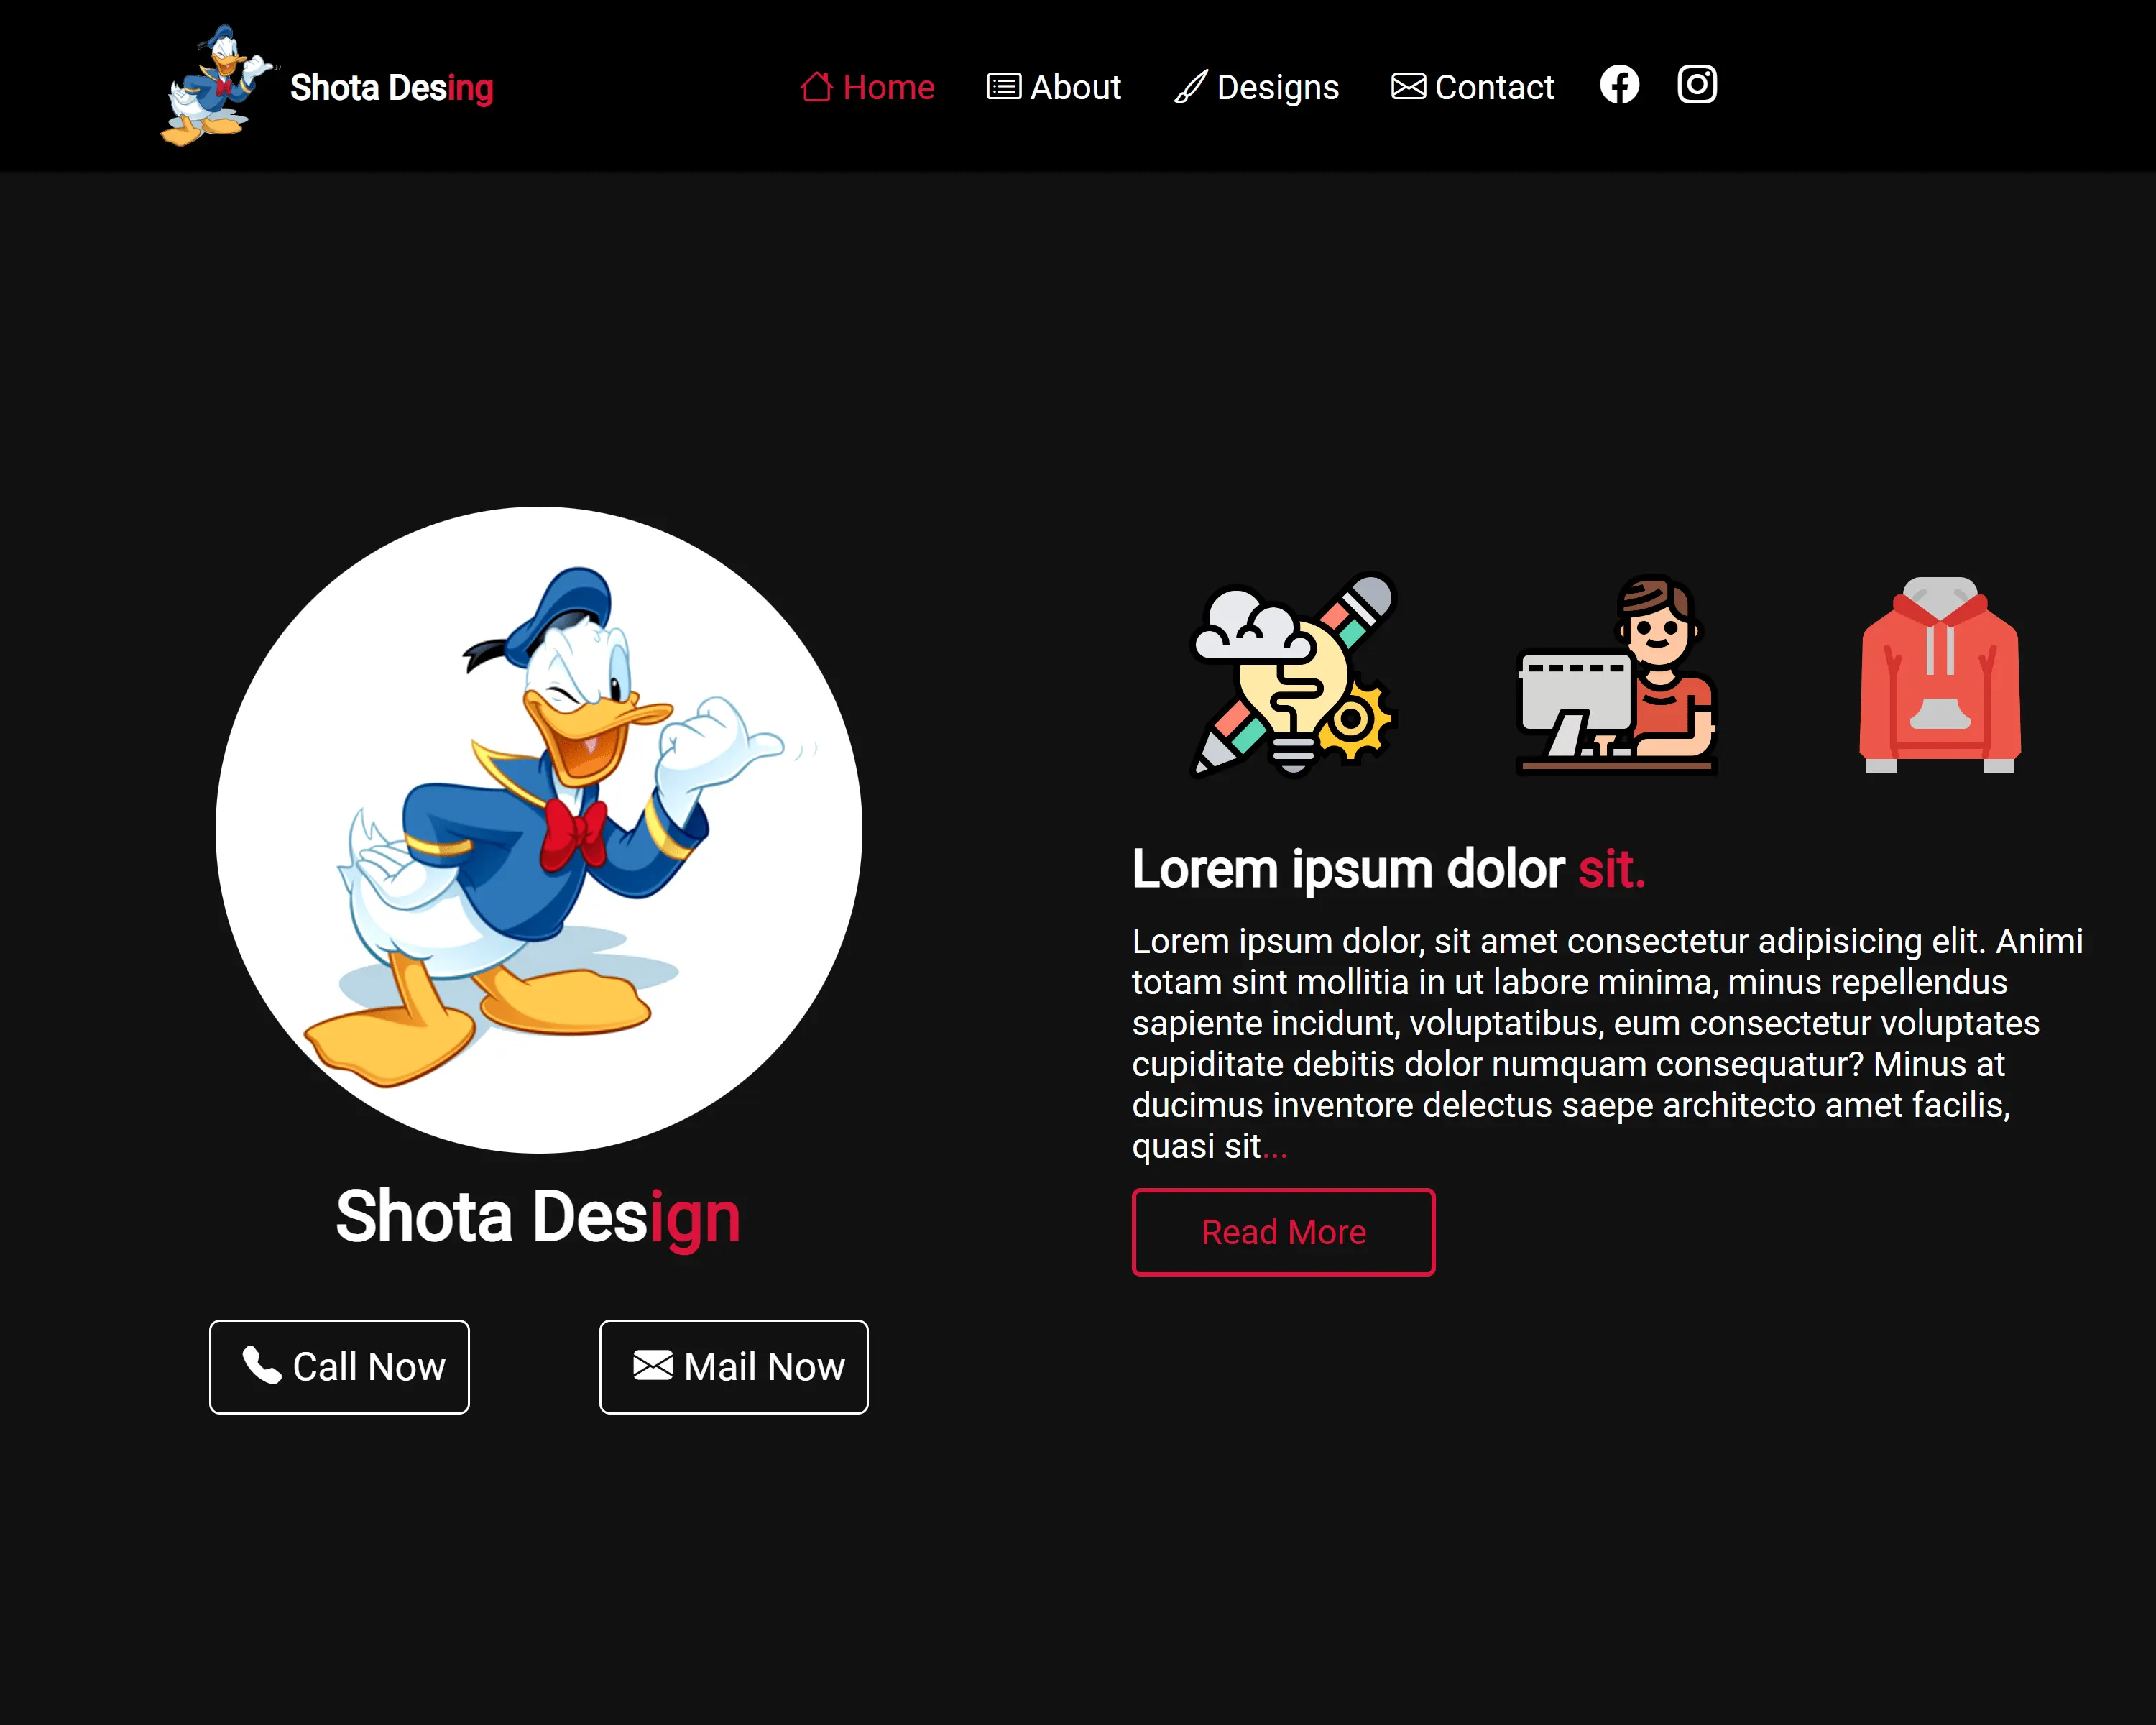 Shota Desing
Home About Designs Contact
Lorem ipsum dolor sit.
Lorem ipsum dolor, sit amet consectetur adipisicing elit. Animi
totam sint mollitia in ut labore minima, minus repellendus
sapiente incidunt, voluptatibus, eum consectetur voluptates
cupiditate debitis dolor numquam consequatur? Minus at
ducimus inventore delectus saepe architecto amet facilis,
quasi sit...
Read More
Shota Design
Call Now
Mail Now